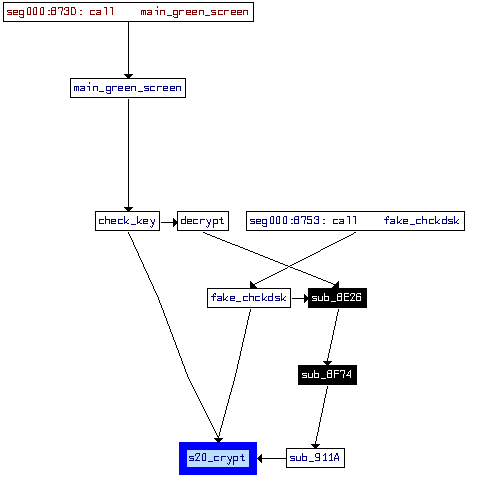 seg000:8730: call main_green_screen
main_green_screen
check_key
decrypt
seg000:8753: call fake_chckdsk
fake_chckdsk
sub_8E26
sub_8F74
s20_crypt
sub_911A